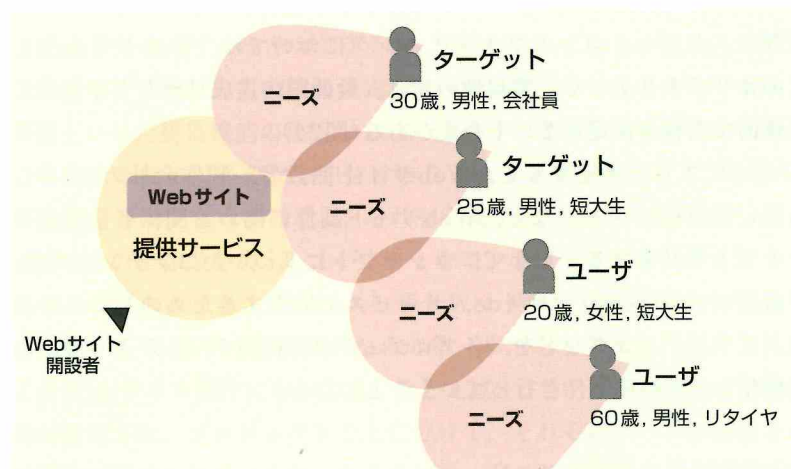 ターゲット
ニーズ
30歳, 男性, 会社員
ターゲット
Webサイト
ニーズ
25歳, 男性, 短大生
提供サービス
ユーザ
ニーズ
20歳, 女性, 短大生
Webサイト
開設者
ユーザ
ニーズ
60歳, 男性, リタイヤ